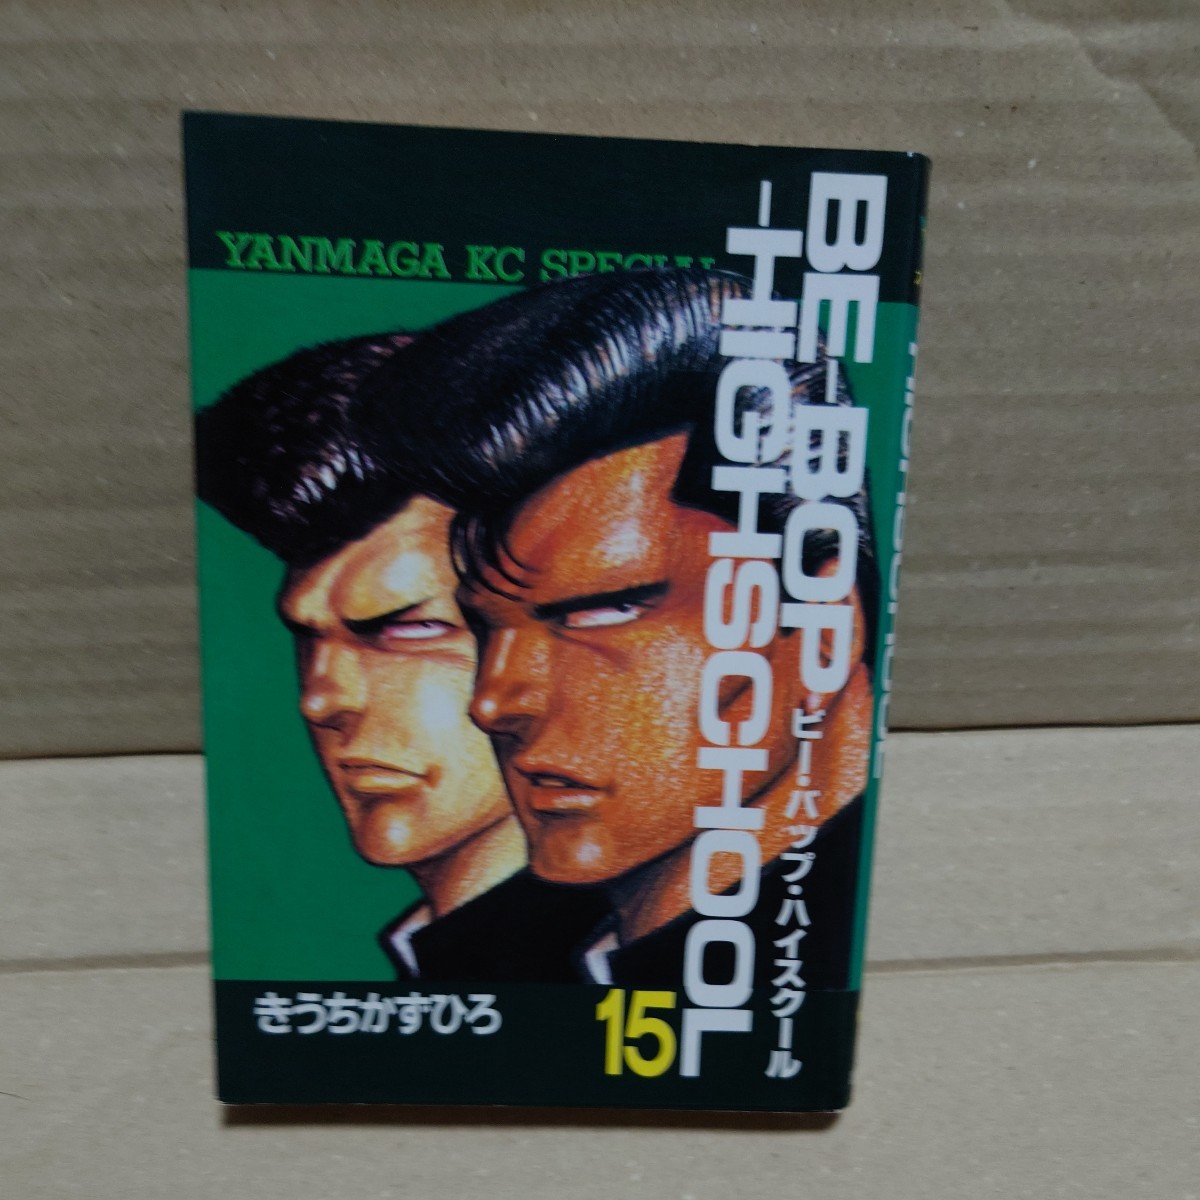 YANMAGA KC SPECIAL
BE-BOP
-HIGHSCHOOL
ビー・バップ・ハイスクール
きうちかずひろ
15